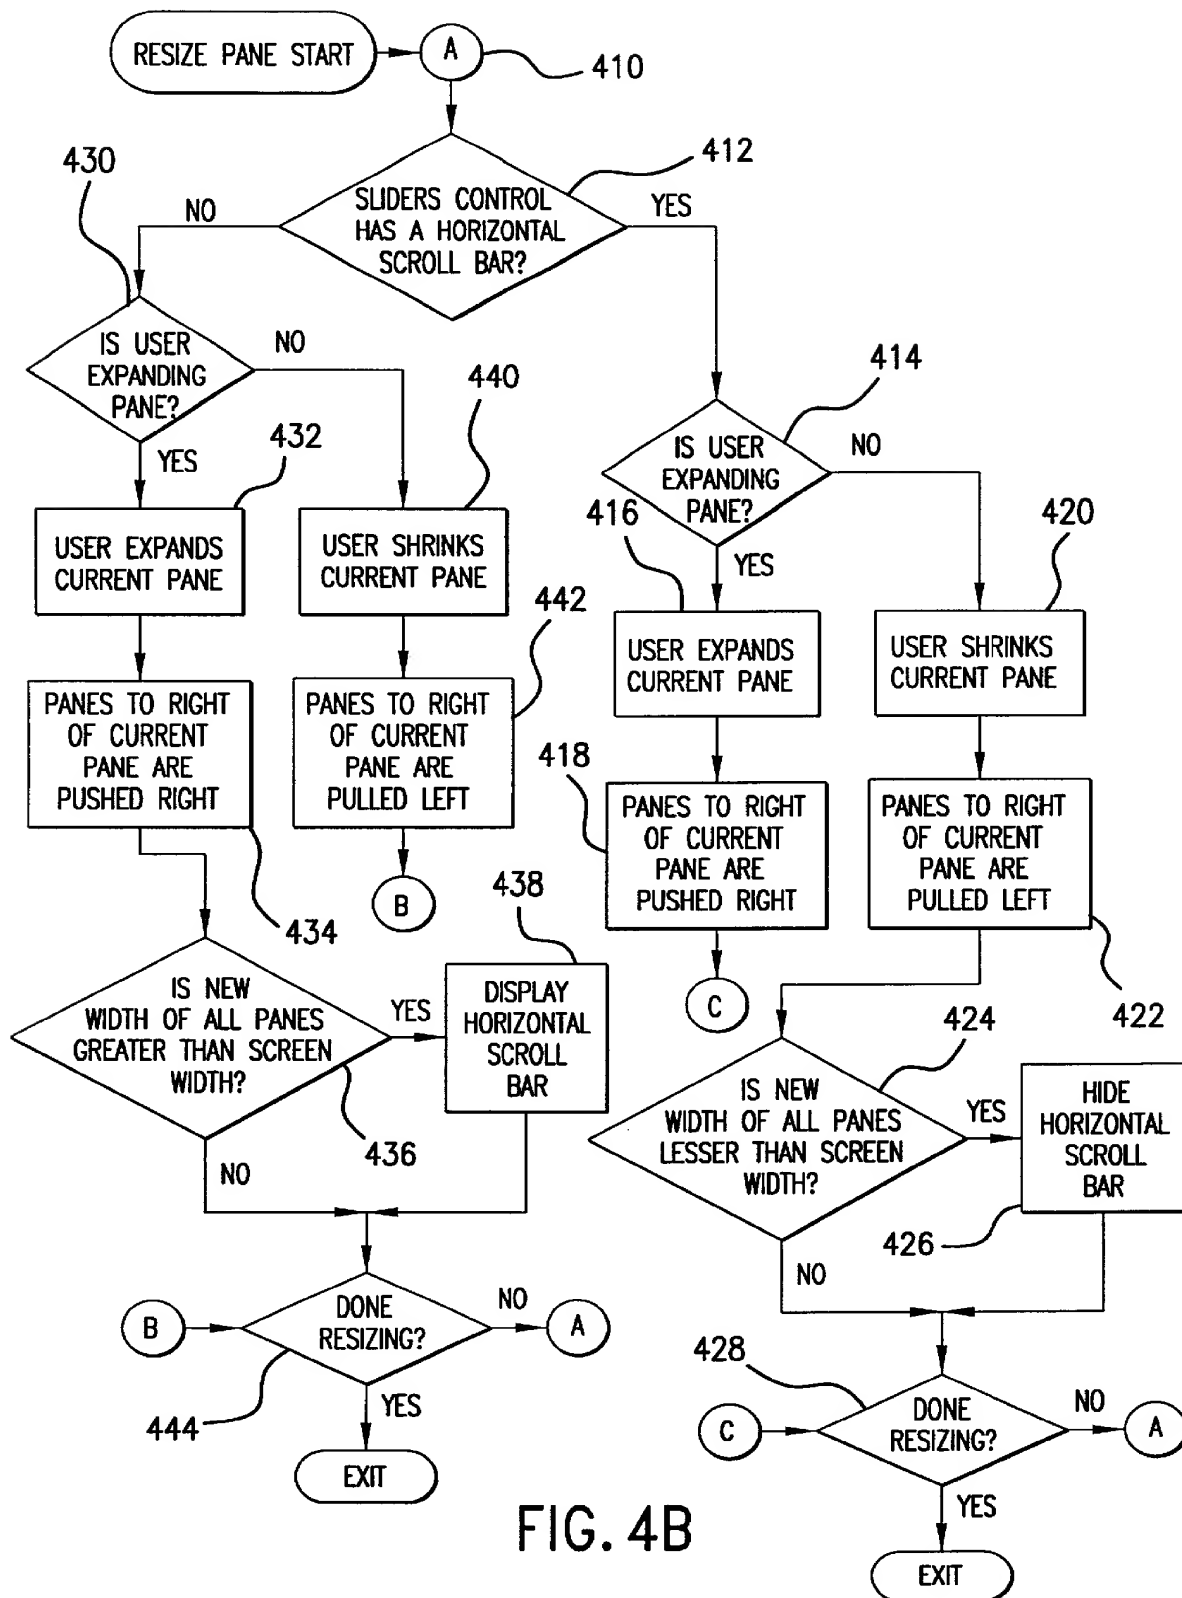 RESIZE PANE START
A
410
412
SLIDERS CONTROL
HAS A HORIZONTAL
SCROLL BAR?
NO
YES
430
IS USER
EXPANDING
PANE?
NO
YES
440
432
414
IS USER
EXPANDING
PANE?
NO
YES
416
420
USER EXPANDS
CURRENT PANE
USER SHRINKS
CURRENT PANE
442
USER EXPANDS
CURRENT PANE
USER SHRINKS
CURRENT PANE
PANES TO RIGHT
OF CURRENT
PANE ARE
PUSHED RIGHT
434
PANES TO RIGHT
OF CURRENT
PANE ARE
PULLED LEFT
B
418
PANES TO RIGHT
OF CURRENT
PANE ARE
PUSHED RIGHT
C
PANES TO RIGHT
OF CURRENT
PANE ARE
PULLED LEFT
422
438
IS NEW
WIDTH OF ALL PANES
GREATER THAN SCREEN
WIDTH?
YES
436
NO
DISPLAY
HORIZONTAL
SCROLL
BAR
424
IS NEW
WIDTH OF ALL PANES
LESSER THAN SCREEN
WIDTH?
YES
NO
HIDE
HORIZONTAL
SCROLL
BAR
426
B
DONE
RESIZING?
NO
A
YES
444
EXIT
428
C
DONE
RESIZING?
NO
A
YES
EXIT
FIG. 4B